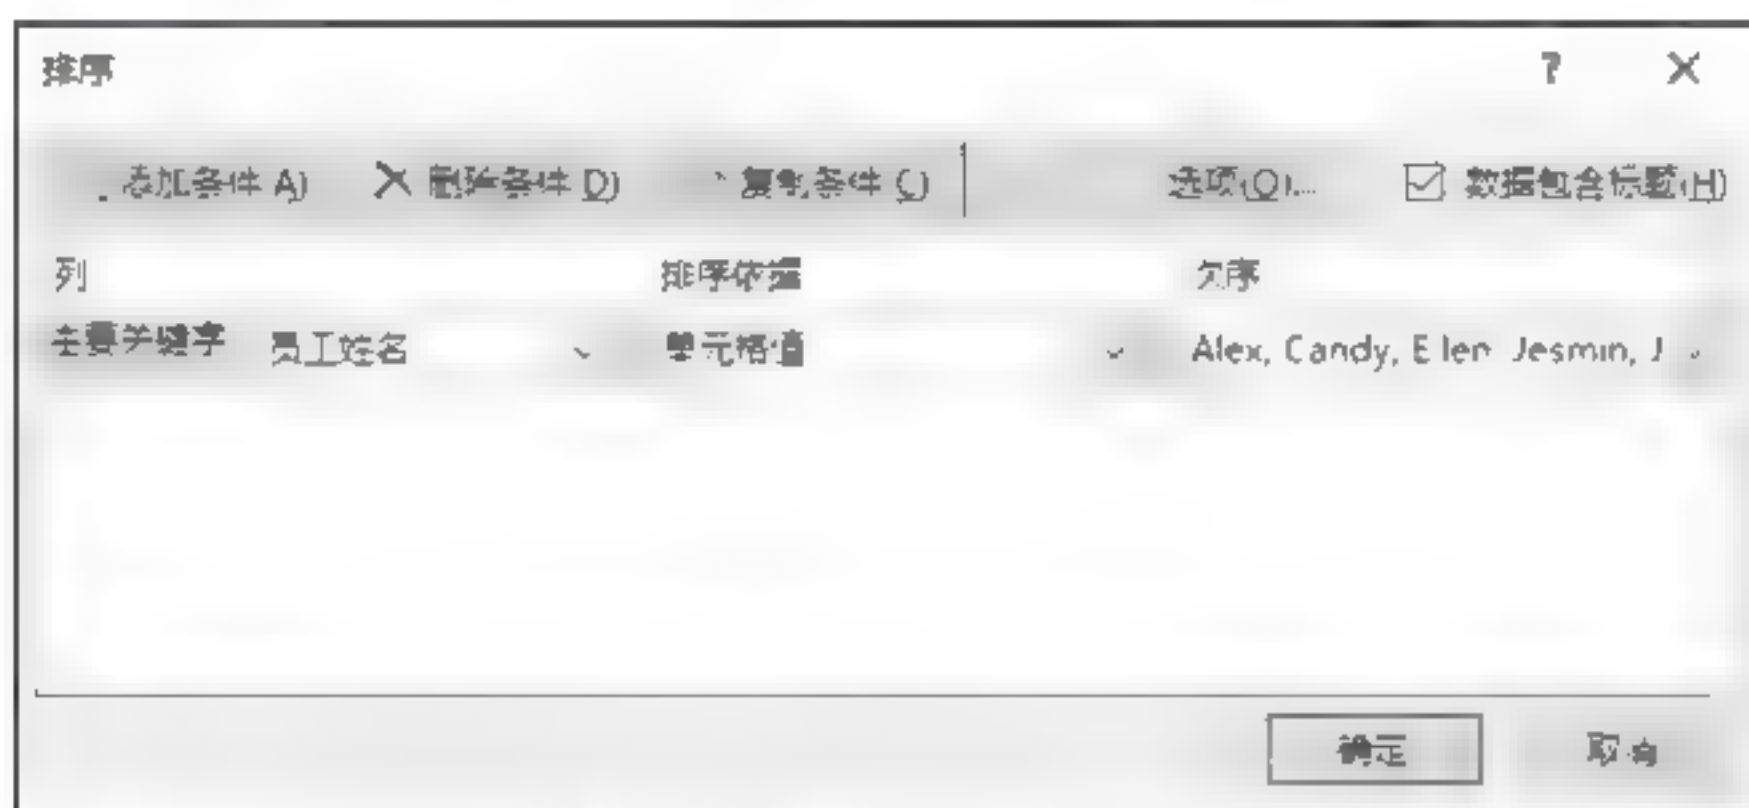 排序 ?
添加条件(A) 删除条件(D) 复制条件(C) 选项(O)... 数据包含标题(H)
列 排序依据 次序
主要关键字 员工姓名 单元格值 Alex, Candy, Ellen, Jesmin, J
确定 取消